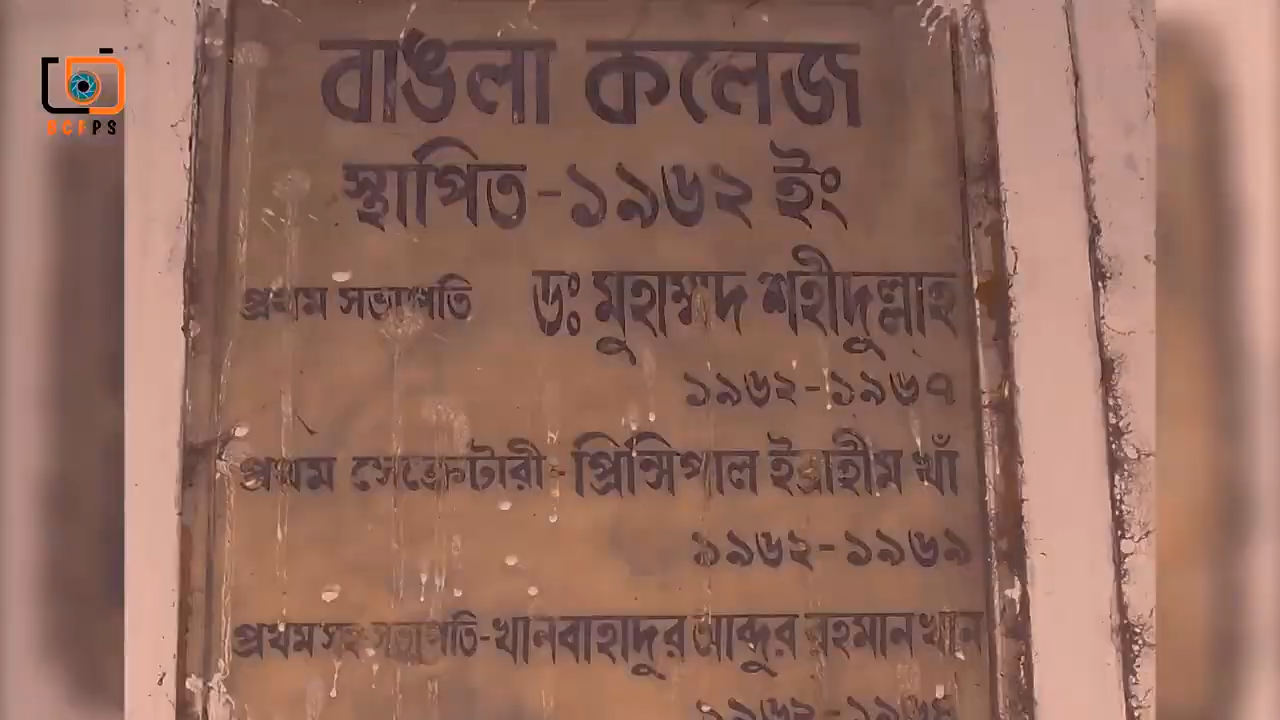 BCFPS
বাঙলা কলেজ
স্থাপিত-১৯৬২ ইং
প্রথম সভাপতি ডঃ মুহাম্মদ শহীদুল্লাহ
১৯৬২-১৯৬৭
প্রথম সেক্রেটারী-প্রিন্সিপাল ইব্রাহীম খাঁ
১৯৬২-১৯৬৯
প্রথম সহ সভাপতি-খানবাহাদুর আব্দুর রহমান খান